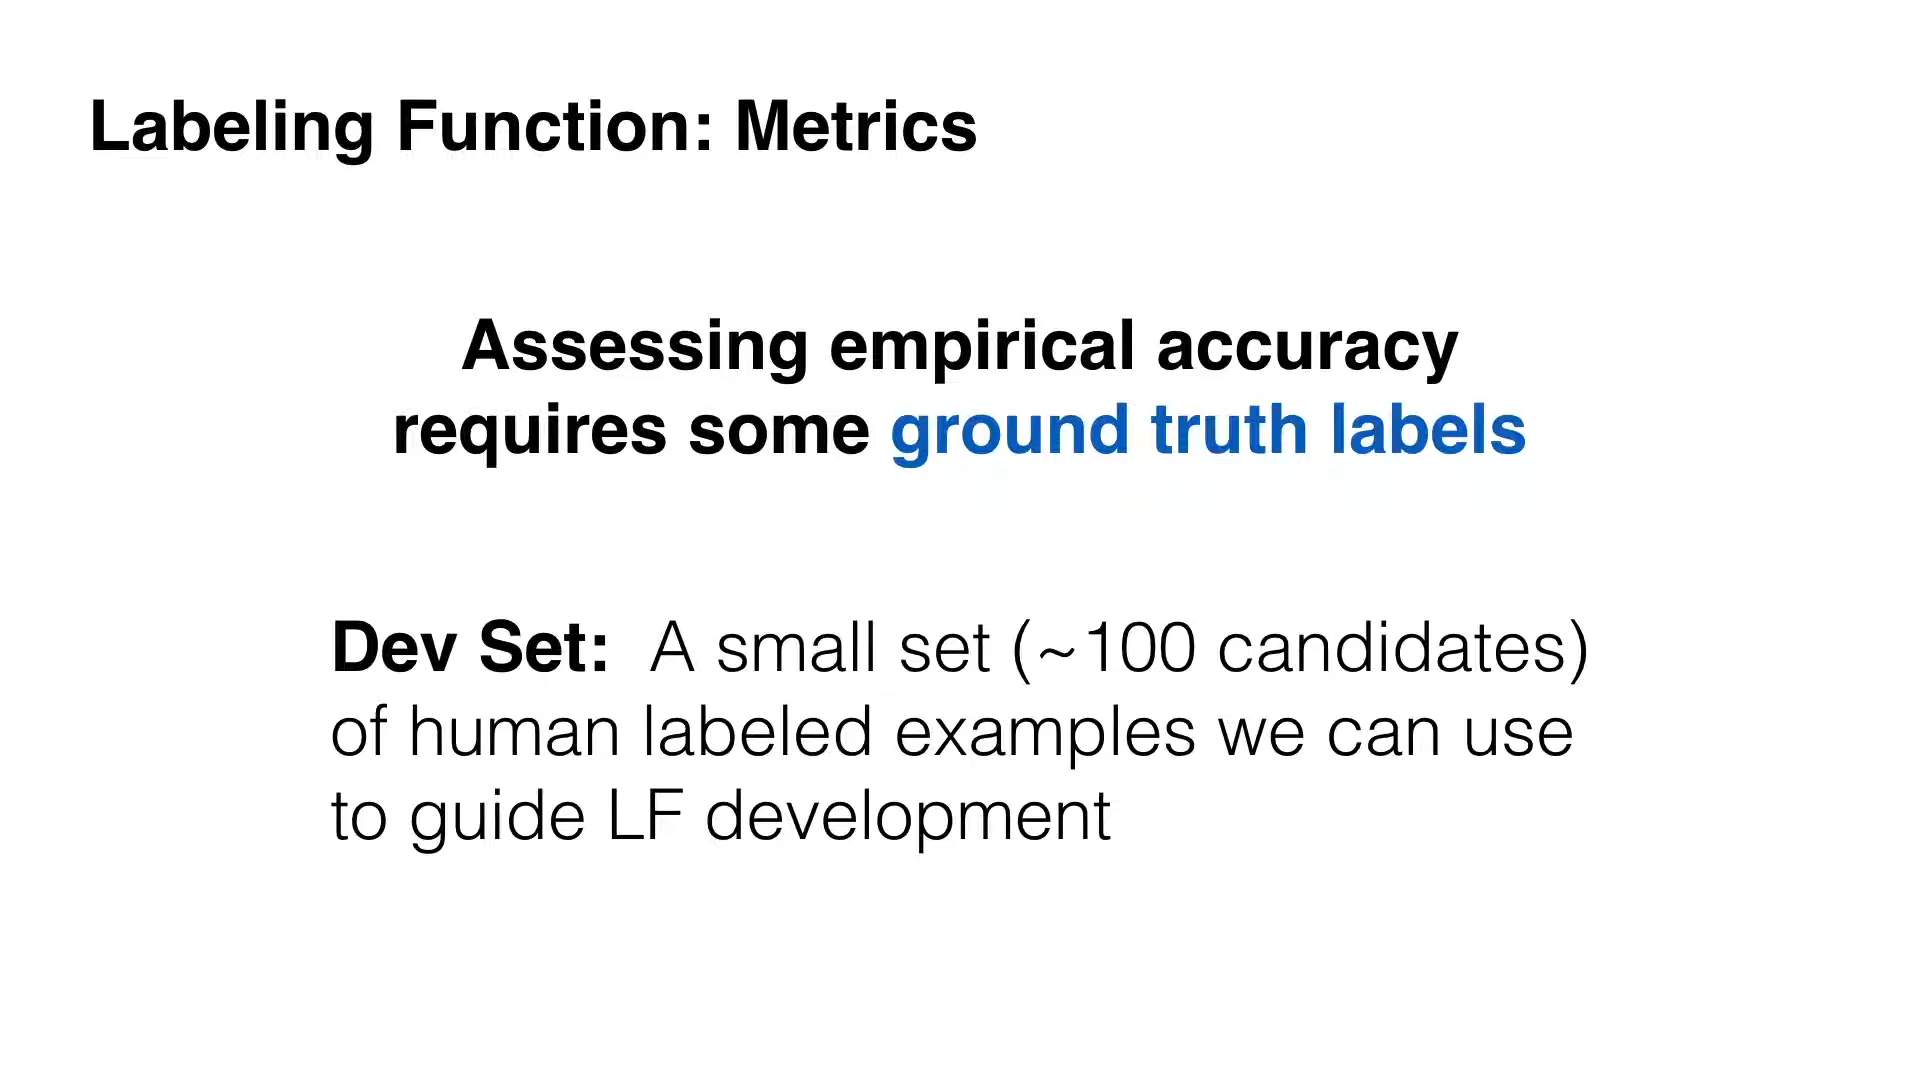 Labeling Function: Metrics
Assessing empirical accuracy
requires some ground truth labels
Dev Set: A small set (~100 candidates)
of human labeled examples we can use
to guide LF development